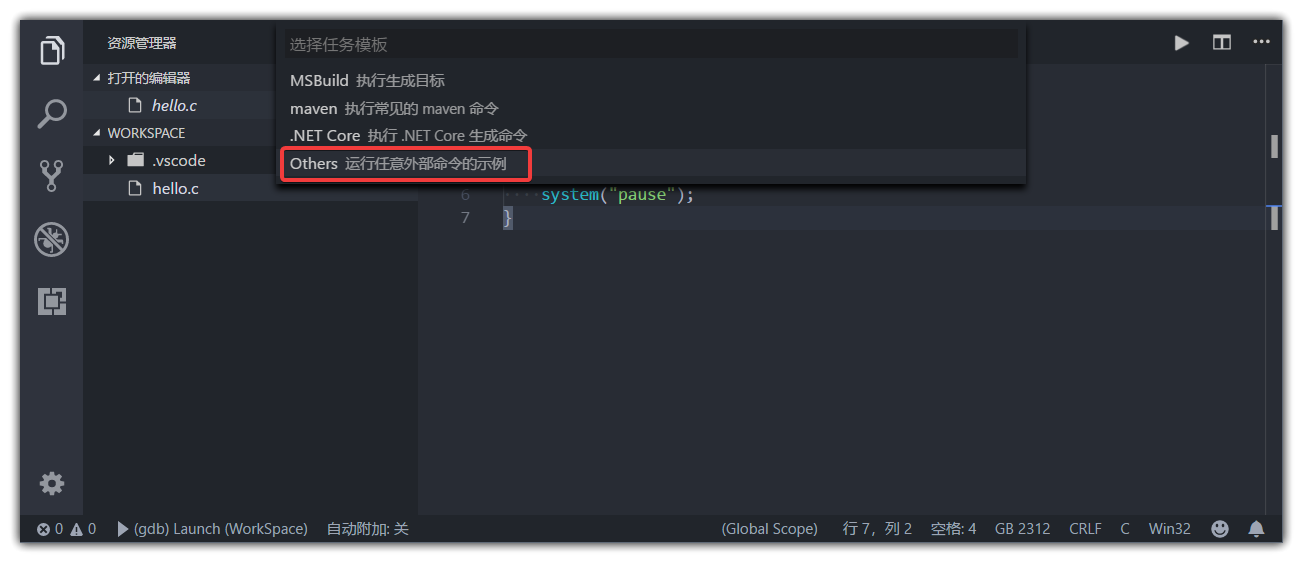 资源管理器
打开的编辑器
hello.c
WORKSPACE
.vscode
hello.c
选择任务模板
MSBuild 执行生成目标
maven 执行常见的 maven 命令
.NET Core 执行 .NET Core 生成命令
Others 运行任意外部命令的示例
6 ····system("pause");
7 }
0 0 (gdb) Launch (WorkSpace) 自动附加: 关 (Global Scope) 行 7，列 2 空格: 4 GB 2312 CRLF C Win32